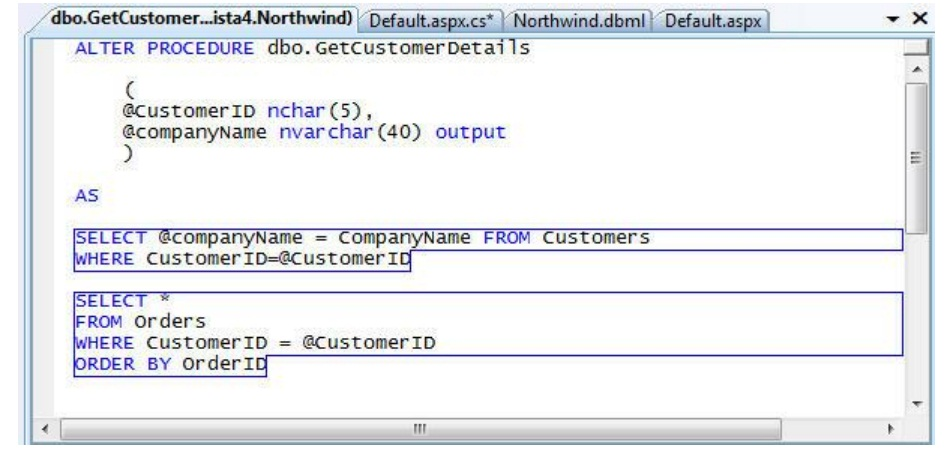 dbo.GetCustomer...ista4.Northwind) Default.aspx.cs* Northwind.dbml Default.aspx
ALTER PROCEDURE dbo.GetCustomerDetails
(
@CustomerID nchar(5),
@companyName nvarchar(40) output
)
AS
SELECT @companyName = CompanyName FROM Customers
WHERE CustomerID=@CustomerID
SELECT *
FROM Orders
WHERE CustomerID = @CustomerID
ORDER BY OrderID